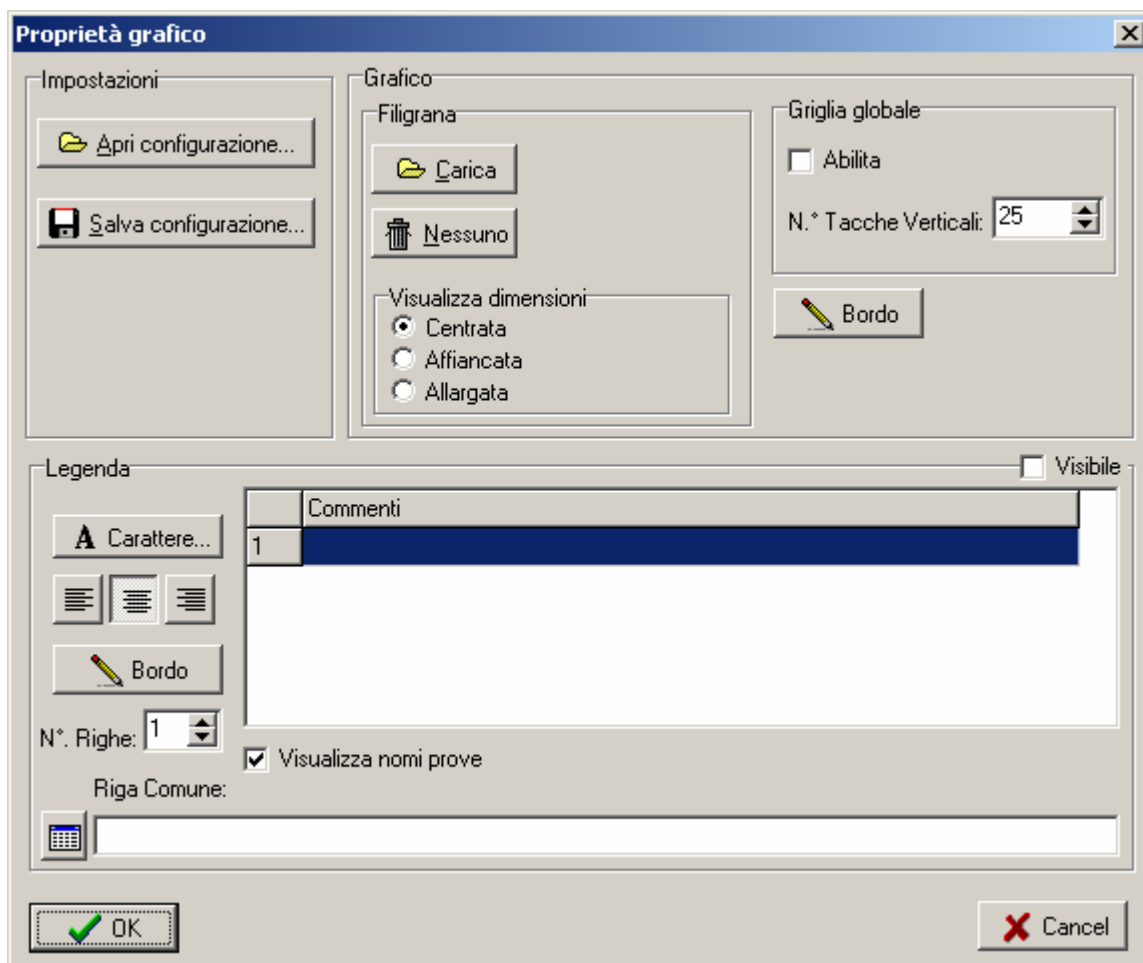 Proprietà grafico
Impostazioni
Apri configurazione...
Salva configurazione...
Grafico
Filigrana
Carica
Nessuno
Visualizza dimensioni
Centrata
Affiancata
Allargata
Griglia globale
Abilita
N.° Tacche Verticali: 25
Bordo
Legenda
Visibile
A Carattere...
Bordo
N°. Righe: 1
Commenti
1
Visualizza nomi prove
Riga Comune:
OK
Cancel